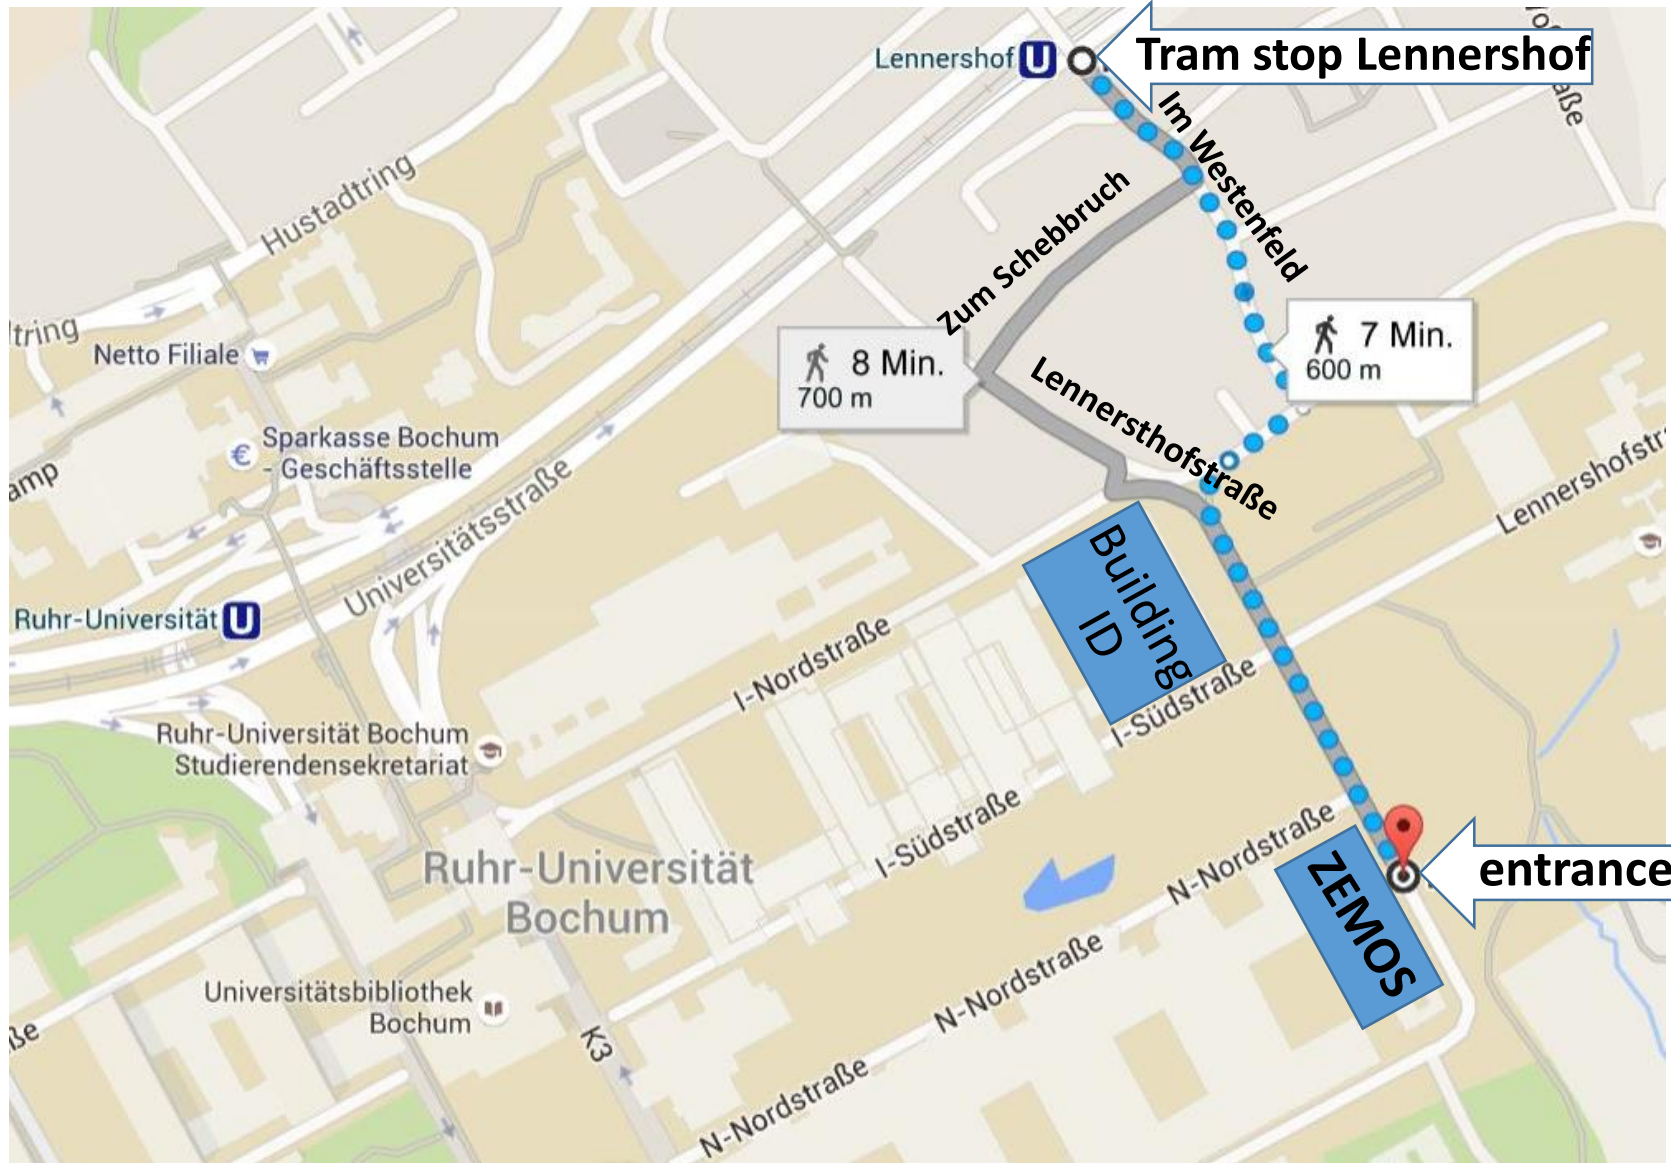 Lennershof U
Tram stop Lennershof
Im Westenfeld
Hustadtring
Zum Schebbruch
tring
Netto Filiale
8 Min.
700 m
7 Min.
600 m
Lennersthofstraße
Sparkasse Bochum
- Geschäftsstelle
€
amp
Universitätsstraße
Lennershofstr
Building
ID
Ruhr-Universität U
I-Nordstraße
I-Südstraße
Ruhr-Universität Bochum
Studierendensekretariat
I-Südstraße
N-Nordstraße
Ruhr-Universität
Bochum
entrance
ZEMOS
N-Nordstraße
Universitätsbibliothek
Bochum
ße
K3
N-Nordstraße